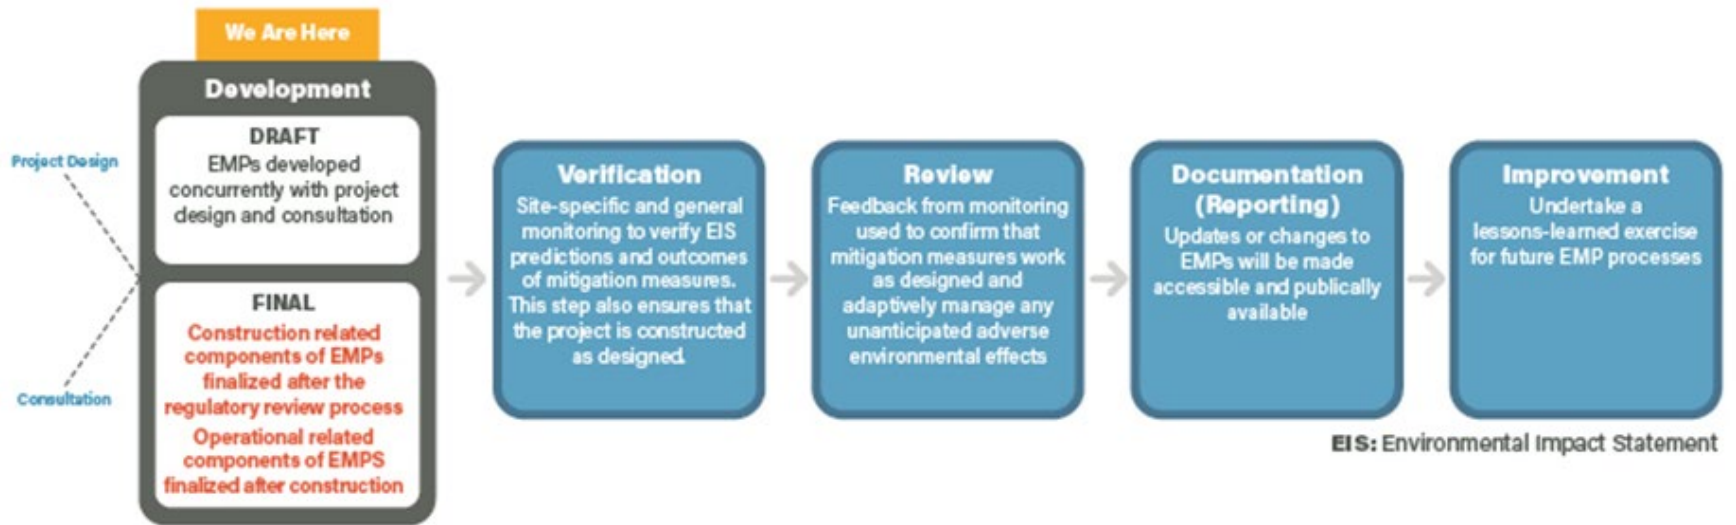 We Are Here
Development
DRAFT
EMPs developed
concurrently with project
design and consultation
FINAL
Construction related
components of EMPs
finalized after the
regulatory review process
Operational related
components of EMPS
finalized after construction
Project Design
Consultation
Verification
Site-specific and general
monitoring to verify EIS
predictions and outcomes
of mitigation measures.
This step also ensures that
the project is constructed
as designed.
Review
Feedback from monitoring
used to confirm that
mitigation measures work
as designed and
adaptively manage any
unanticipated adverse
environmental effects
Documentation
(Reporting)
Updates or changes to
EMPs will be made
accessible and publically
available
Improvement
Undertake a
lessons-learned exercise
for future EMP processes
EIS: Environmental Impact Statement